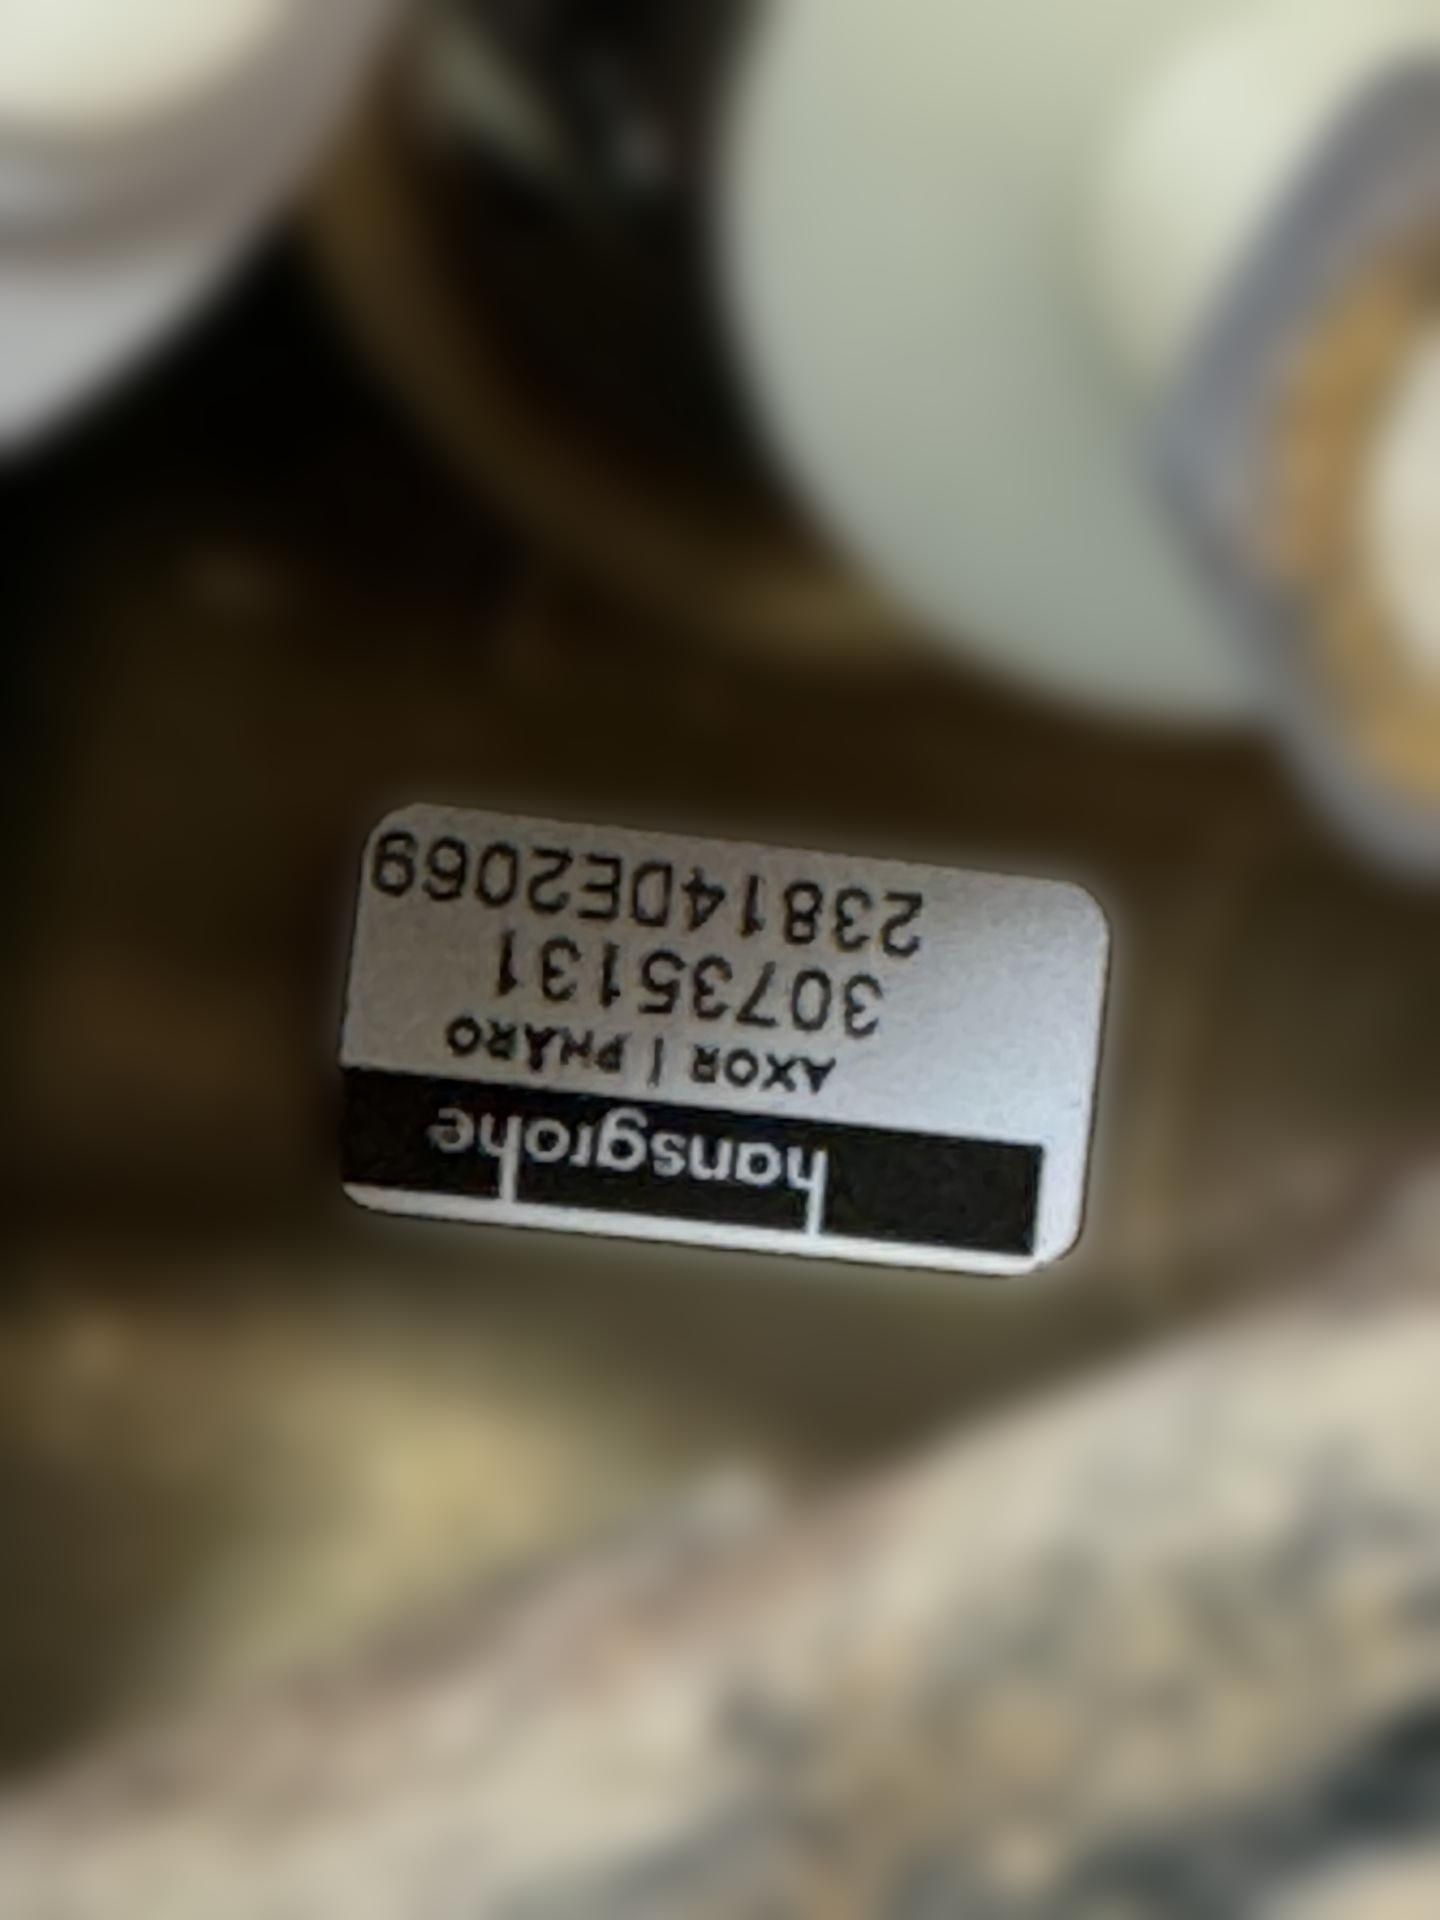 hansgrohe
AXOR | PHARO
30735131
23814DE2069